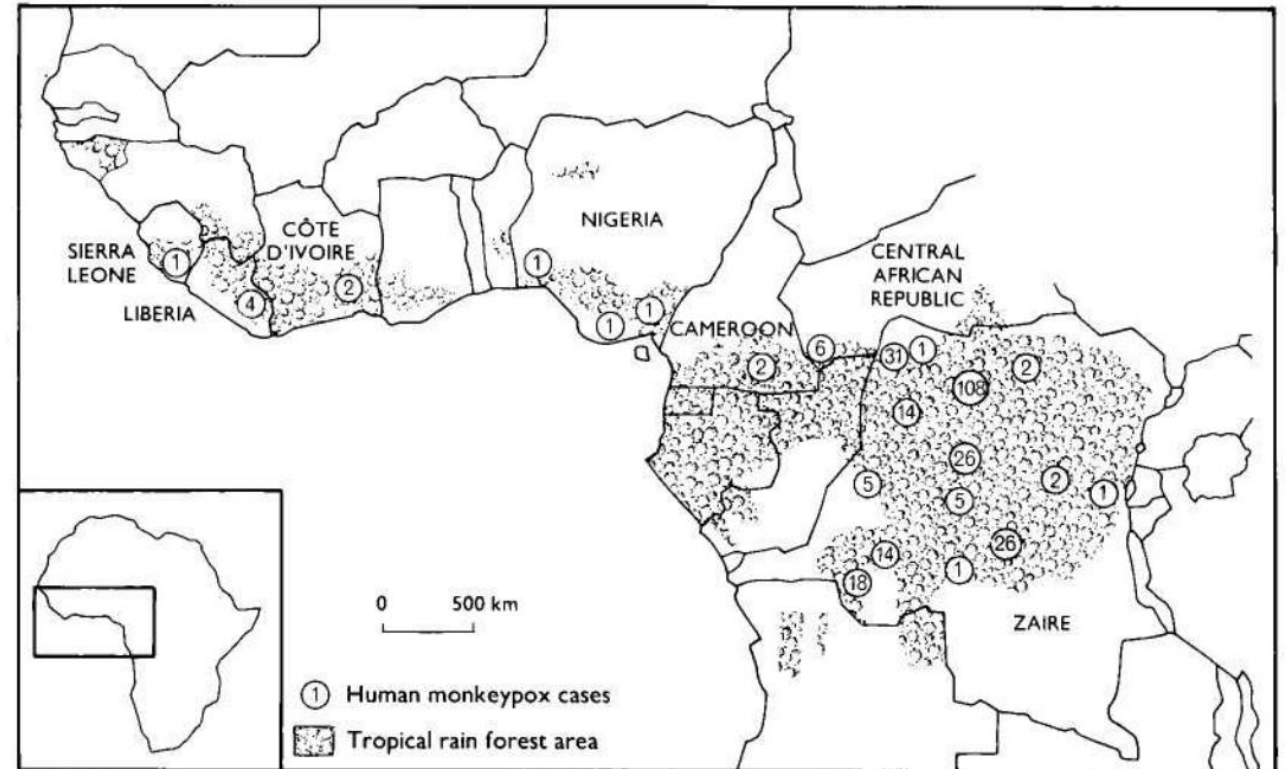 NIGERIA
CÔTE
D'IVOIRE
SIERRA
LEONE
LIBERIA
CENTRAL
AFRICAN
REPUBLIC
CAMEROON
1
4
2
1
1
1
2
6
31
1
108
2
14
26
5
5
2
1
14
26
18
1
ZAIRE
0 500 km
1 Human monkeypox cases
Tropical rain forest area